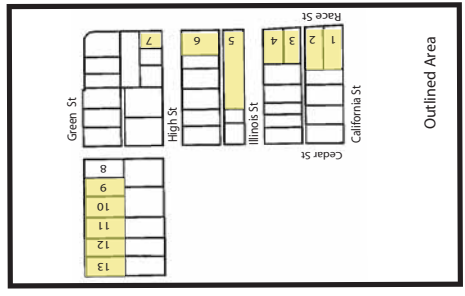 Race St
1
2
3
4
5
6
7
Green St
High St
Illinois St
California St
Cedar St
8
9
10
11
12
13
Outlined Area